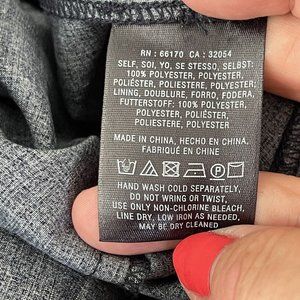 RN : 66170 CA : 32054
SELF, SOI, YO, SE STESSO, SELBST:
100% POLYESTER, POLYESTER,
POLIÉSTER, POLIESTERE, POLYESTER;
LINING, DOUBLURE, FORRO, FODERA,
FUTTERSTOFF: 100% POLYESTER,
POLYESTER, POLIÉSTER,
POLIESTERE, POLYESTER
MADE IN CHINA, HECHO EN CHINA,
FABRIQUÉ EN CHINE
HAND WASH COLD SEPARATELY,
DO NOT WRING OR TWIST,
USE ONLY NON-CHLORINE BLEACH,
LINE DRY, LOW IRON AS NEEDED,
MAY BE DRY CLEANED